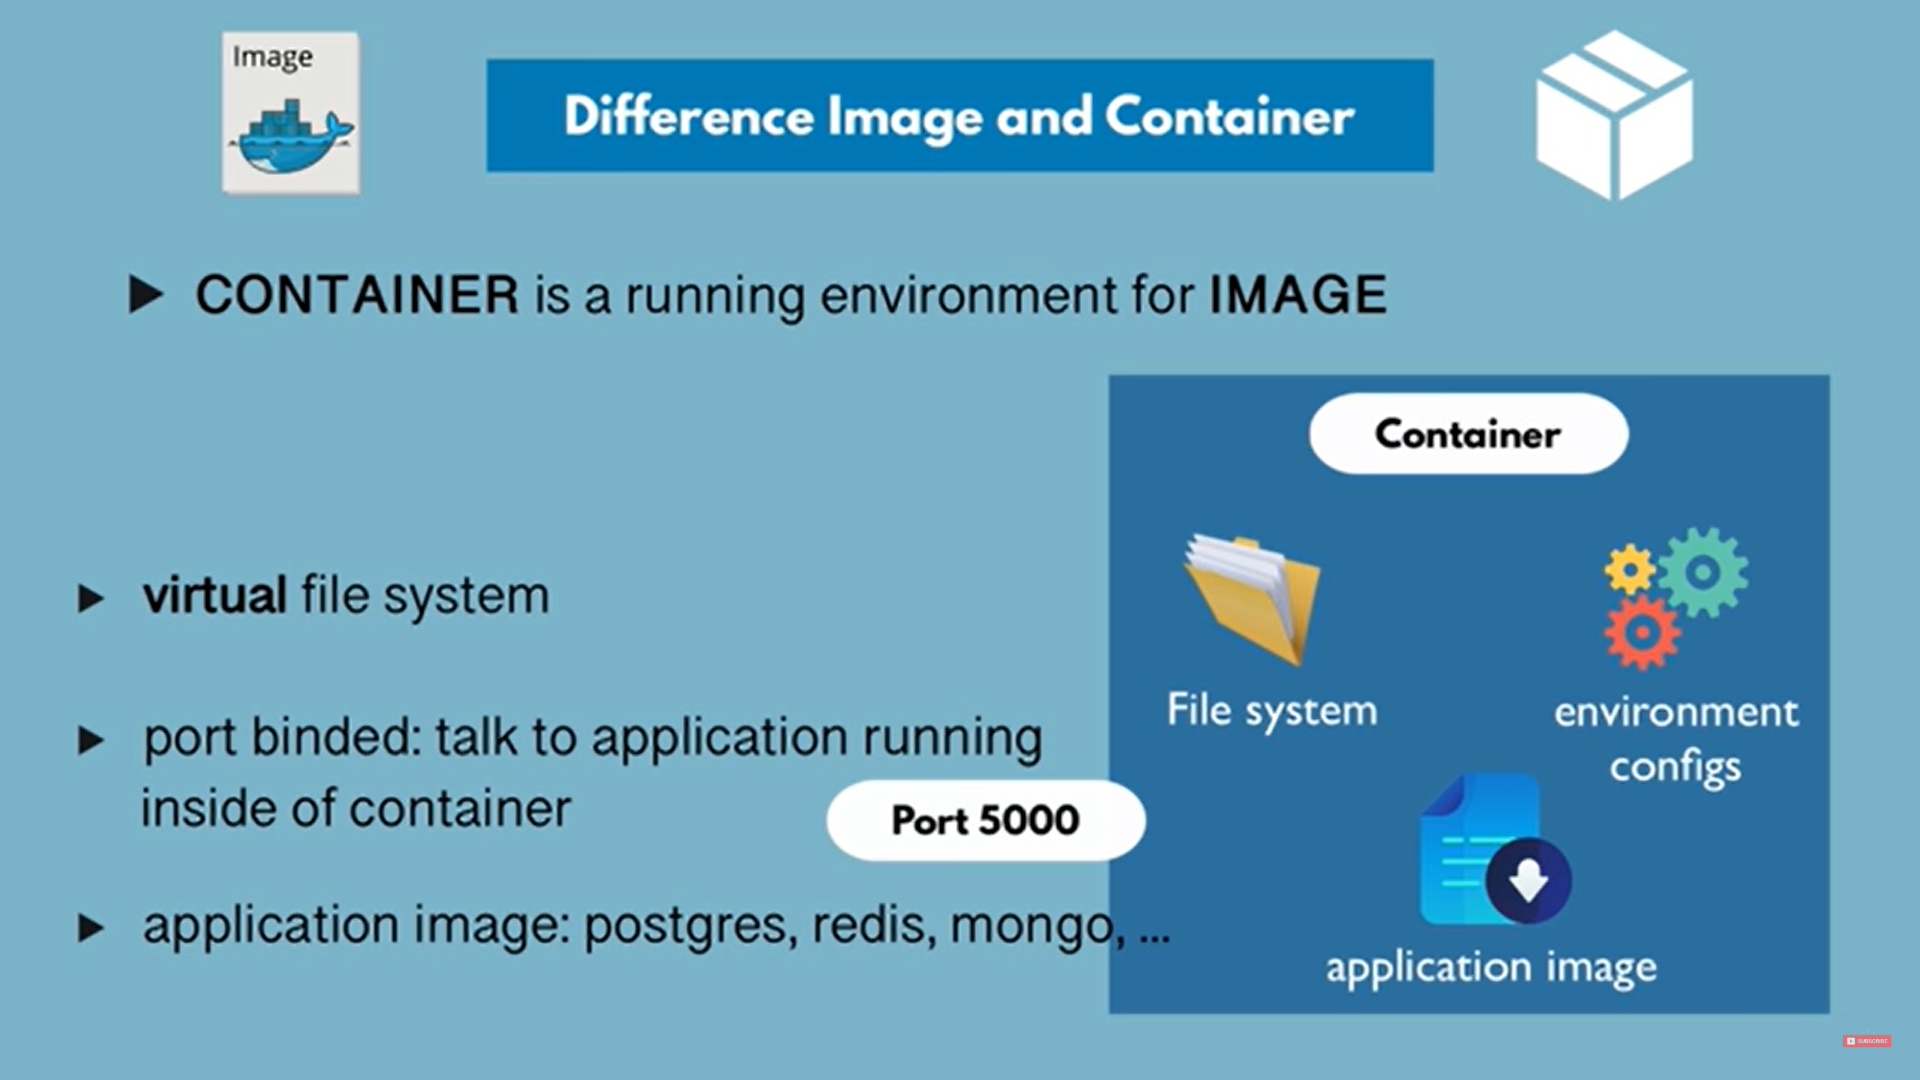 Image
Difference Image and Container
▶ CONTAINER is a running environment for IMAGE
Container
▶ virtual file system
File system
environment
configs
▶ port binded: talk to application running
inside of container
Port 5000
▶ application image: postgres, redis, mongo, ...
application image
SUBSCRIBE